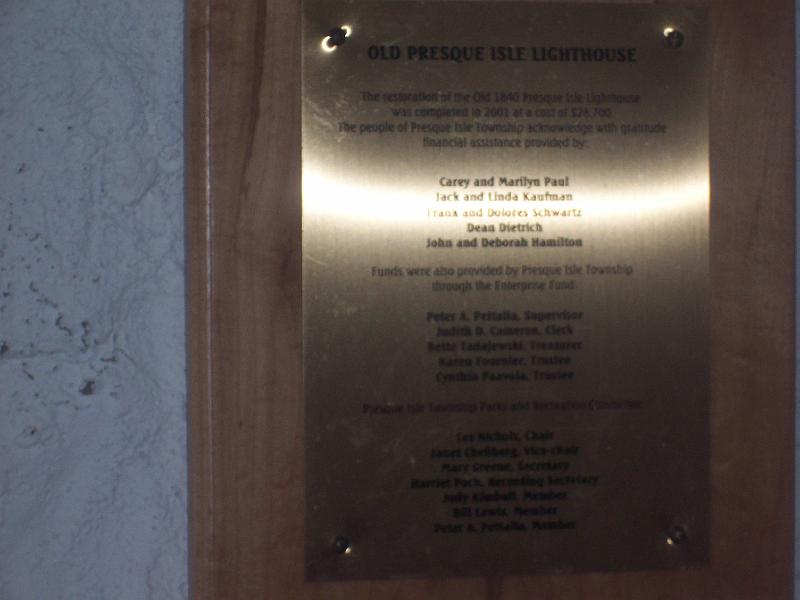 OLD PRESQUE ISLE LIGHTHOUSE
The restoration of the Old 1840 Presque Isle Lighthouse
was completed in 2001 at a cost of $28,700.
The people of Presque Isle Township acknowledge with gratitude
financial assistance provided by:
Carey and Marilyn Paul
Jack and Linda Kaufman
Frank and Dolores Schwartz
Dean Dietrich
John and Deborah Hamilton
Funds were also provided by Presque Isle Township
through the Enterprise Fund.
Peter A. Pettalia, Supervisor
Judith D. Cameron, Clerk
Bette Tadajewski, Treasurer
Karen Fournier, Trustee
Cynthia Paavola, Trustee
Presque Isle Township Parks and Recreation Committee
Les Nichols, Chair
Janet Chellberg, Vice-chair
Mary Greene, Secretary
Harriet Poch, Recording Secretary
Judy Kimball, Member
Bill Lewis, Member
Peter A. Pettalia, Member